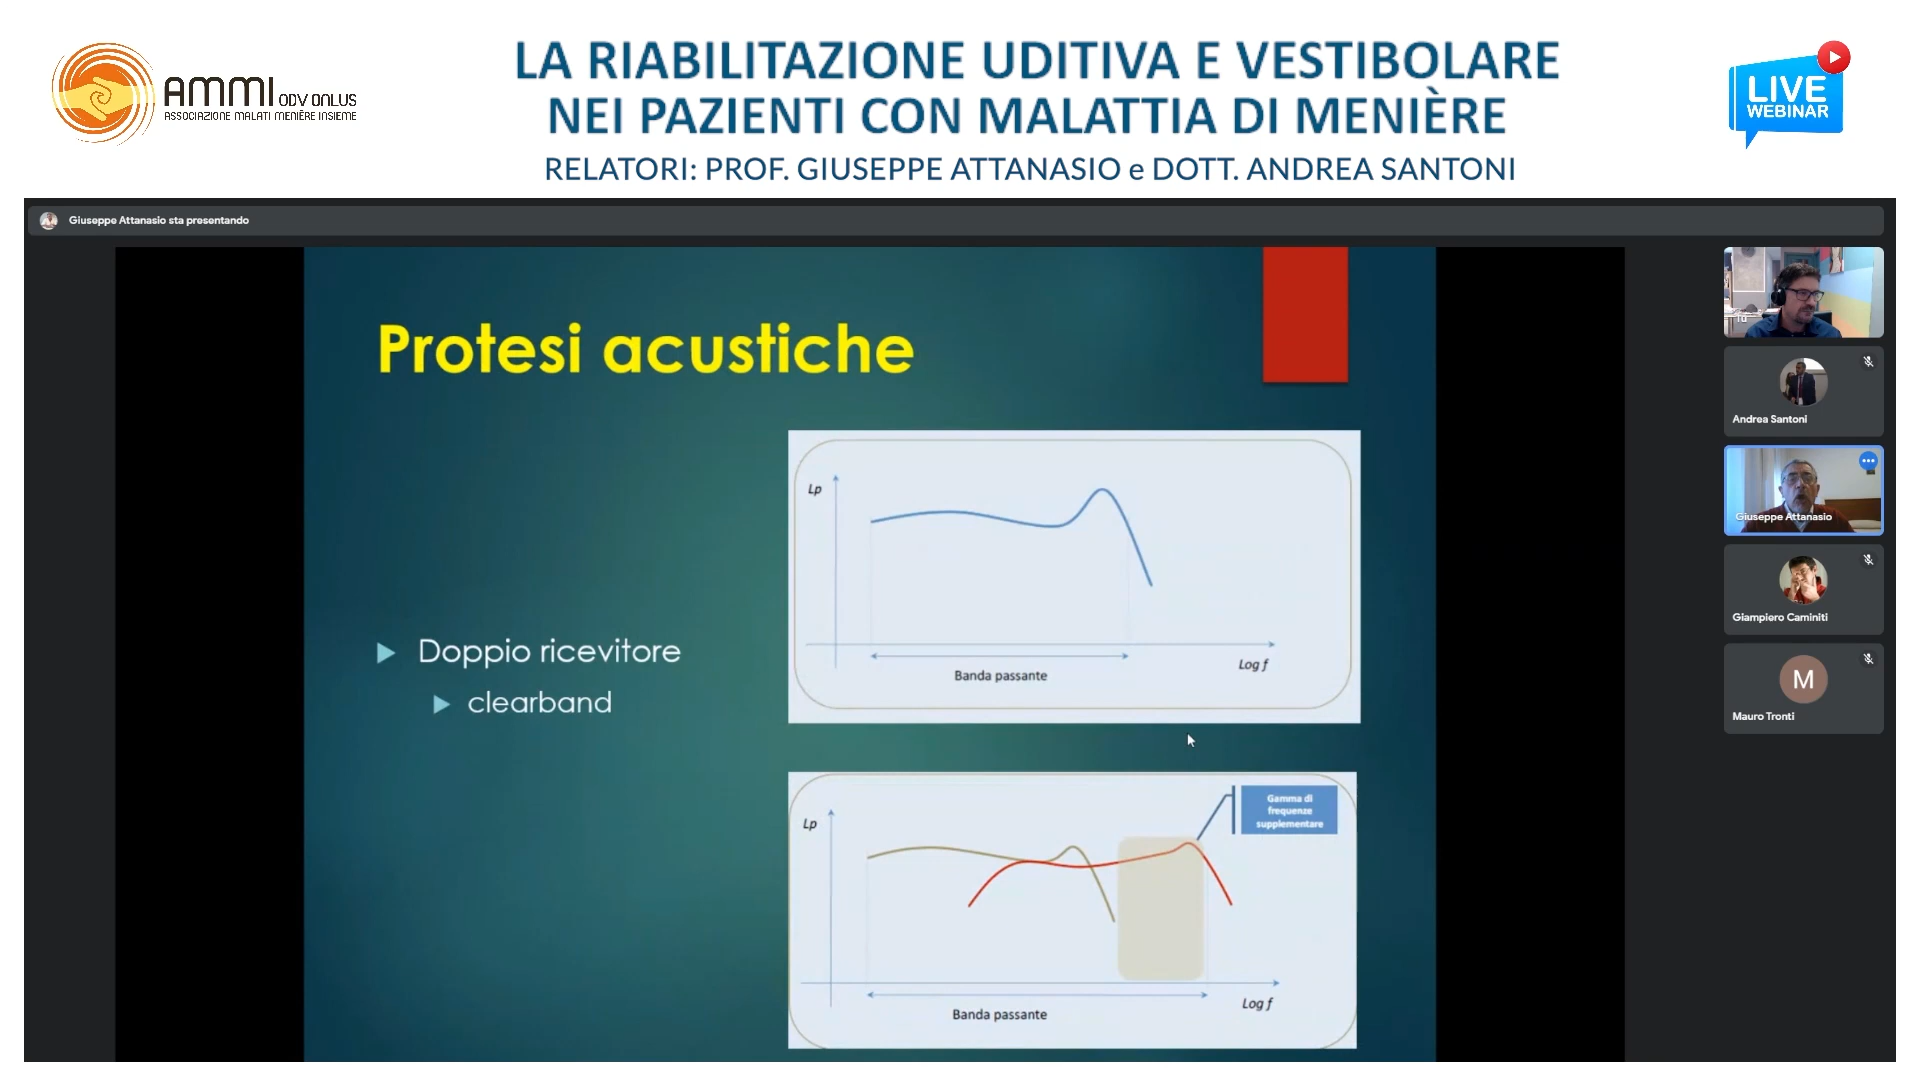 AMMI ODV ONLUS
ASSOCIAZIONE MALATI MENIÈRE INSIEME
LA RIABILITAZIONE UDITIVA E VESTIBOLARE
NEI PAZIENTI CON MALATTIA DI MENIÈRE
RELATORI: PROF. GIUSEPPE ATTANASIO e DOTT. ANDREA SANTONI
LIVE
WEBINAR
Giuseppe Attanasio sta presentando
Protesi acustiche
Doppio ricevitore
clearband
Lp
Log f
Banda passante
Gamma di
frequenze
supplementare
Lp
Log f
Banda passante
Tu
Andrea Santoni
Giuseppe Attanasio
Giampiero Caminiti
M
Mauro Tronti